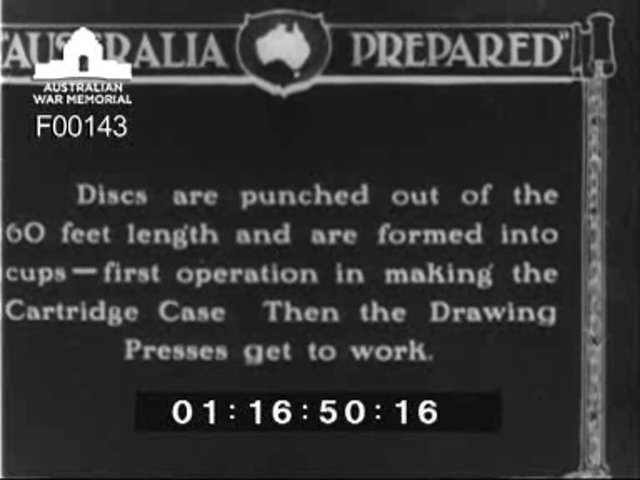 "AUSTRALIA PREPARED"
AUSTRALIAN
WAR MEMORIAL
F00143
Discs are punched out of the
60 feet length and are formed into
cups—first operation in making the
Cartridge Case Then the Drawing
Presses get to work.
01:16:50:16